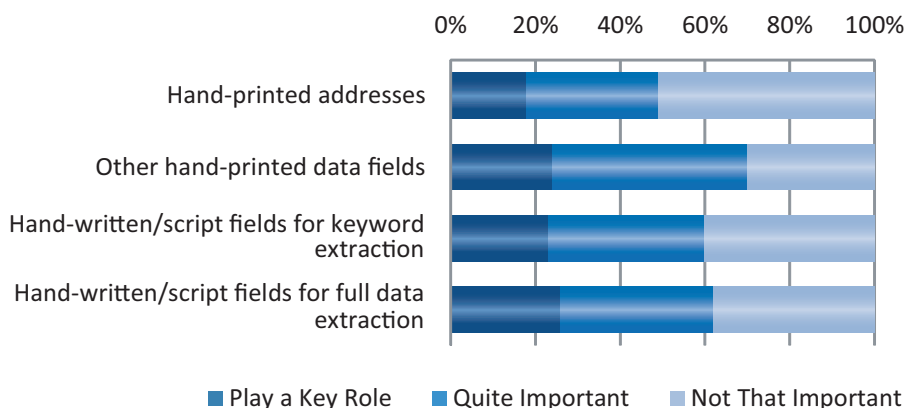 0% 20% 40% 60% 80% 100%
Hand-printed addresses
Other hand-printed data fields
Hand-written/script fields for keyword
extraction
Hand-written/script fields for full data
extraction
Play a Key Role Quite Important Not That Important